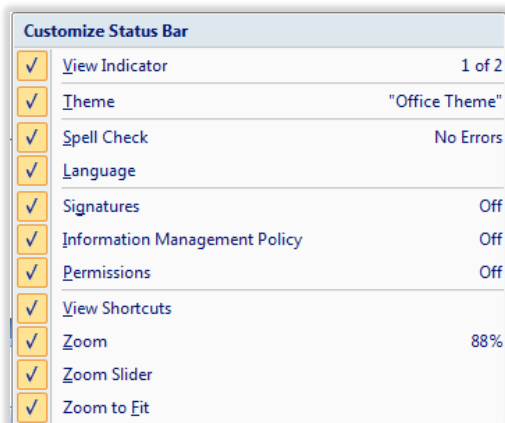 Customize Status Bar
View Indicator 1 of 2
Theme "Office Theme"
Spell Check No Errors
Language
Signatures Off
Information Management Policy Off
Permissions Off
View Shortcuts
Zoom 88%
Zoom Slider
Zoom to Fit